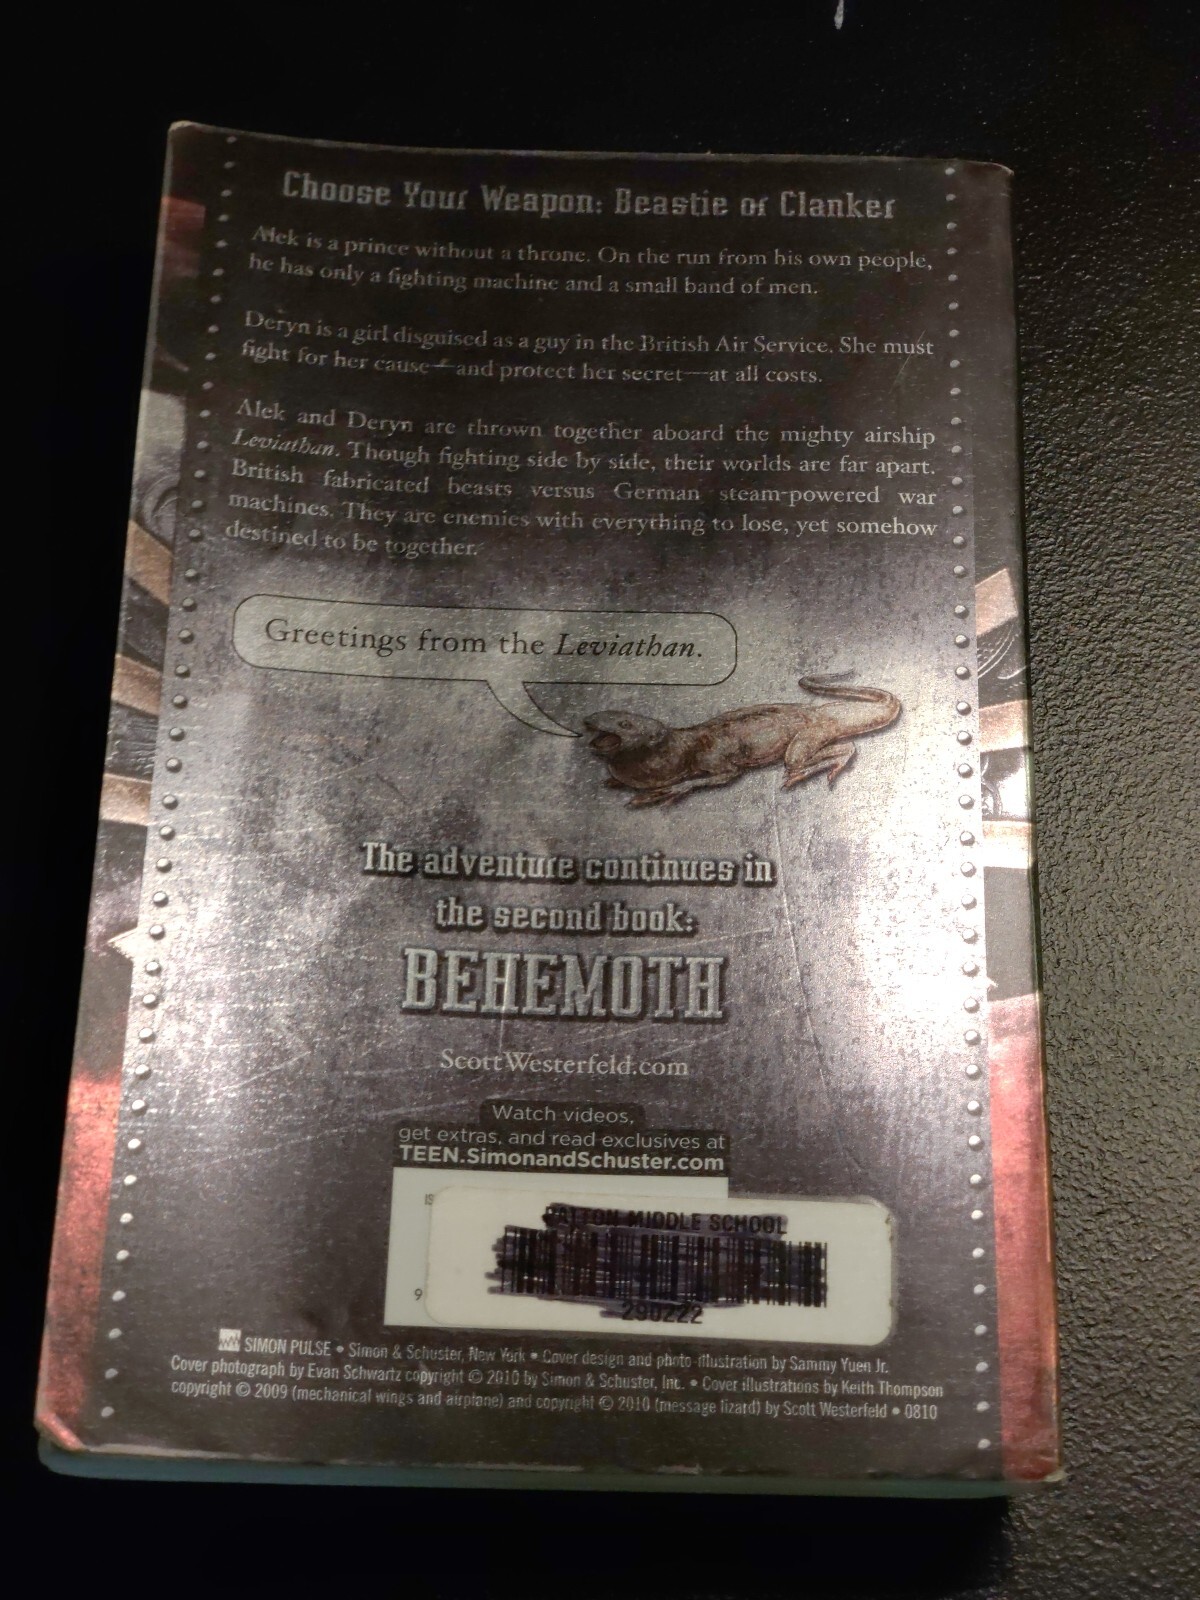 Choose Your Weapon: Beastie or Clanker
Alek is a prince without a throne. On the run from his own people,
he has only a fighting machine and a small band of men.
Deryn is a girl disguised as a guy in the British Air Service. She must
fight for her cause—and protect her secret—at all costs.
Alek and Deryn are thrown together aboard the mighty airship
Leviathan. Though fighting side by side, their worlds are far apart.
British fabricated beasts versus German steam-powered war
machines. They are enemies with everything to lose, yet somehow
destined to be together.
Greetings from the Leviathan.
The adventure continues in
the second book:
BEHEMOTH
ScottWesterfeld.com
Watch videos,
get extras, and read exclusives at
TEEN.SimonandSchuster.com
IS
MIDDLE SCHOOL
9
290222
SIMON PULSE • Simon & Schuster, New York • Cover design and photo-illustration by Sammy Yuen Jr.
Cover photograph by Evan Schwartz copyright © 2010 by Simon & Schuster, Inc. • Cover illustrations by Keith Thompson
copyright © 2009 (mechanical wings and airplane) and copyright © 2010 (message lizard) by Scott Westerfeld • 0810